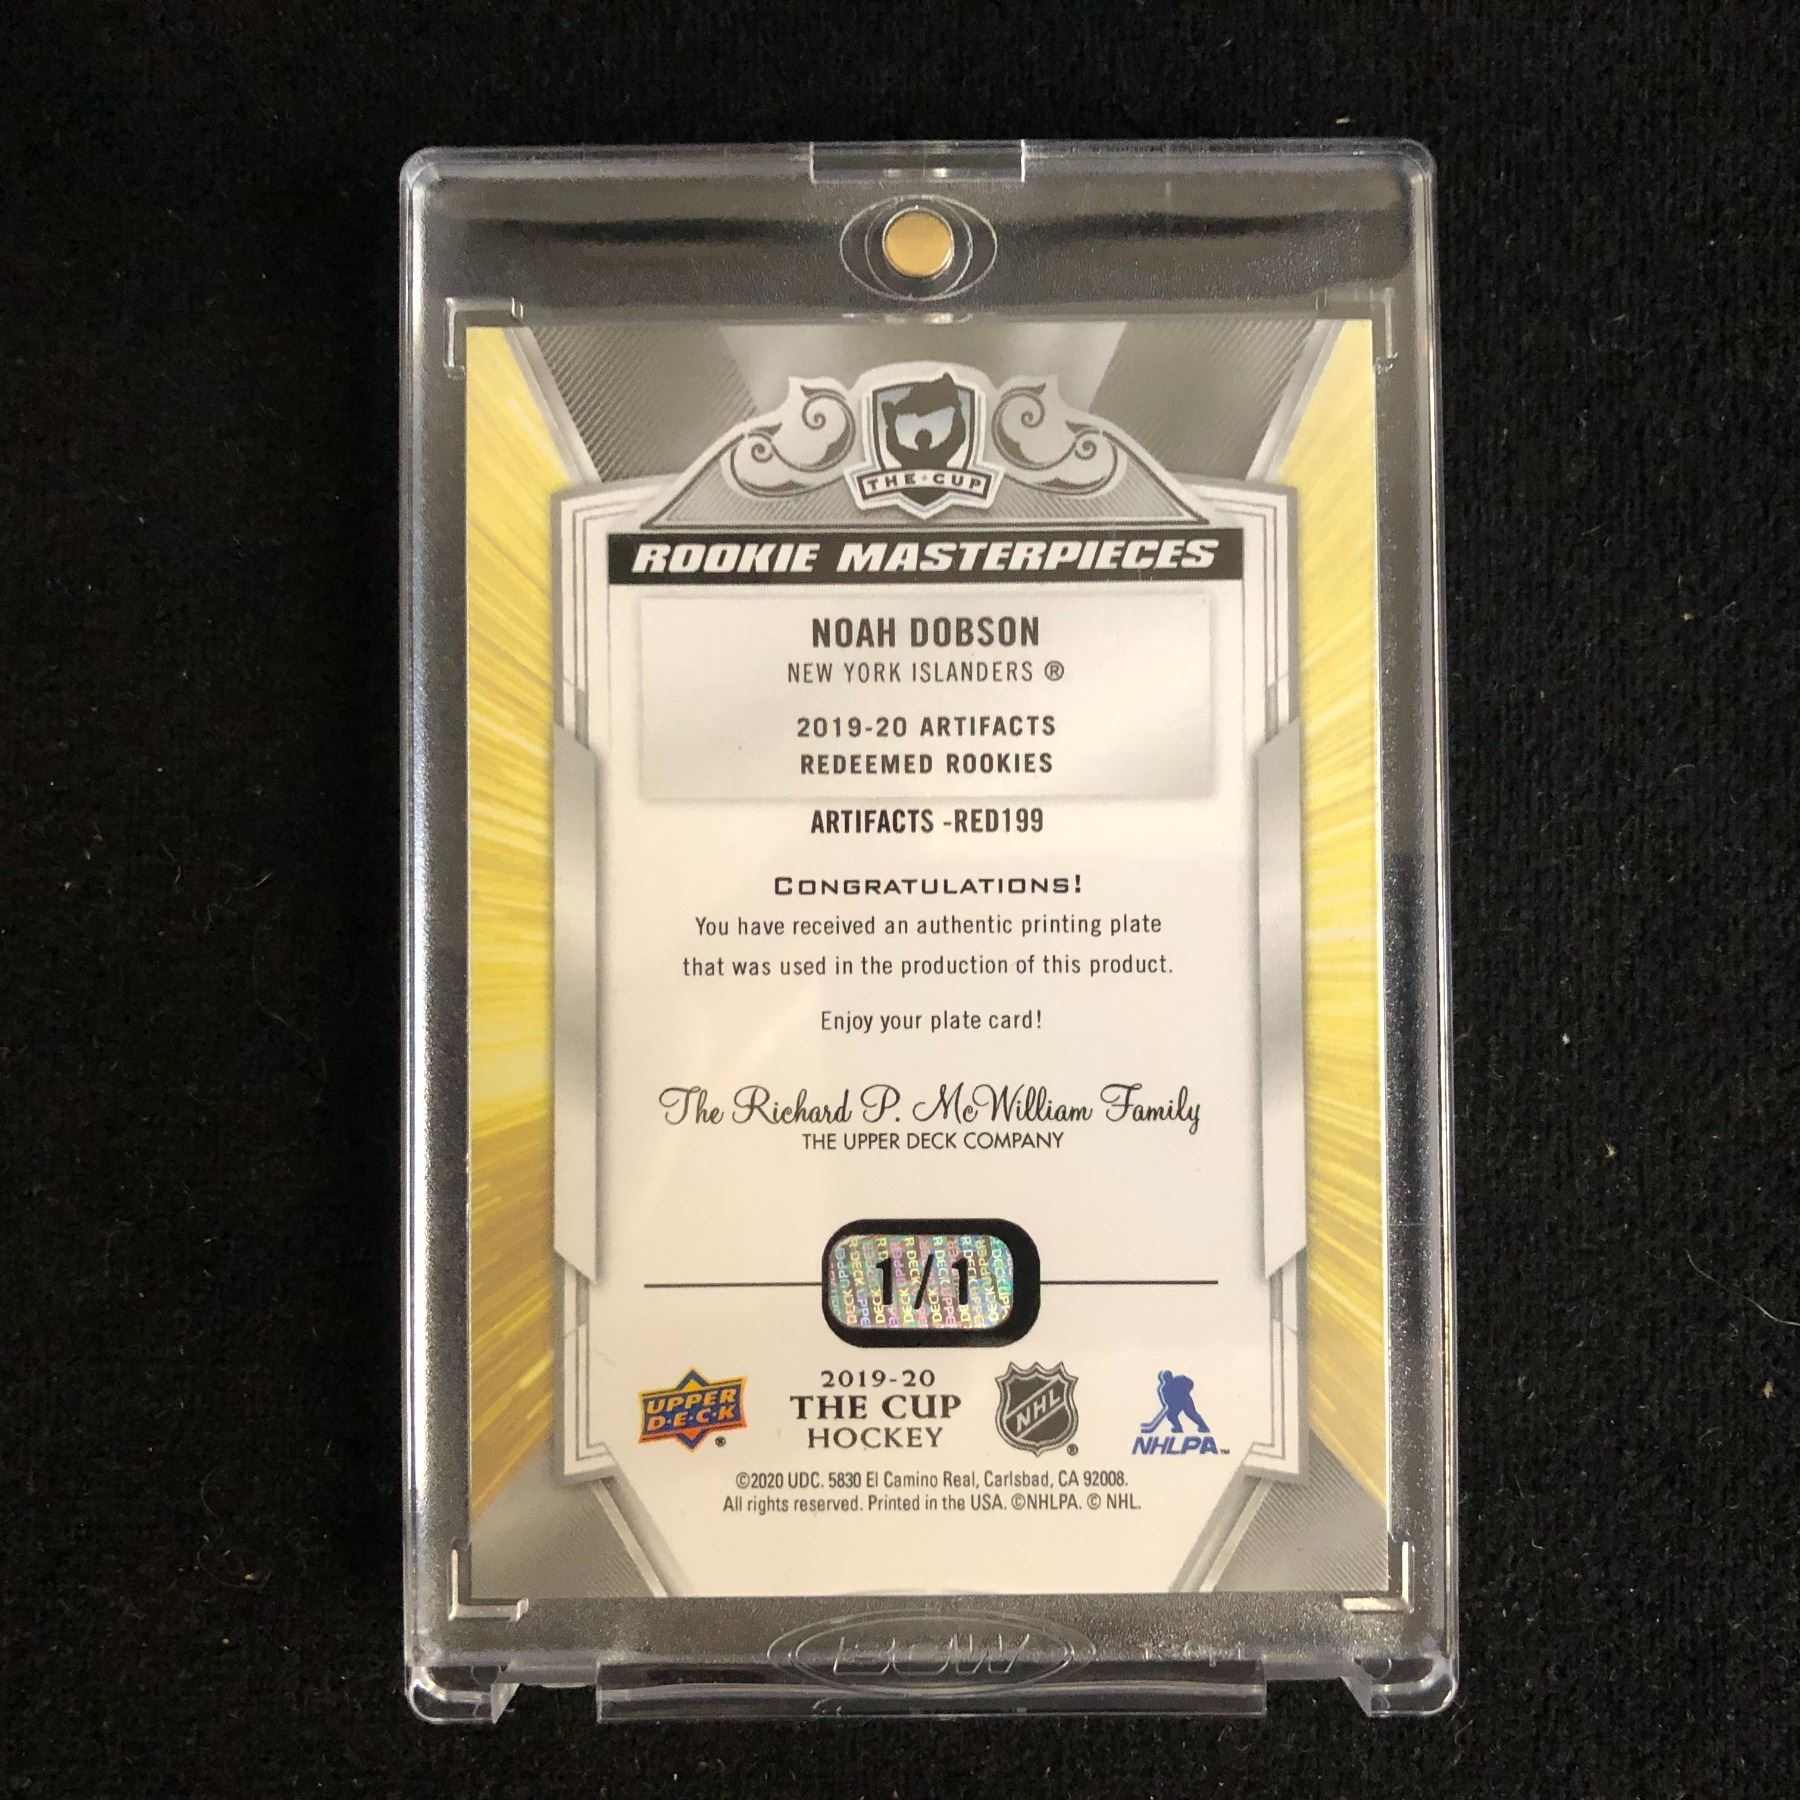 THE CUP
ROOKIE MASTERPIECES
NOAH DOBSON
NEW YORK ISLANDERS ®
2019-20 ARTIFACTS
REDEEMED ROOKIES
ARTIFACTS -RED199
CONGRATULATIONS!
You have received an authentic printing plate
that was used in the production of this product.
Enjoy your plate card!
The Richard P. McWilliam Family
THE UPPER DECK COMPANY
1/1
UPPER DECK ®
2019-20
THE CUP
HOCKEY
NHL ®
NHLPA™
©2020 UDC. 5830 El Camino Real, Carlsbad, CA 92008.
All rights reserved. Printed in the USA. ©NHLPA. © NHL.
BCW